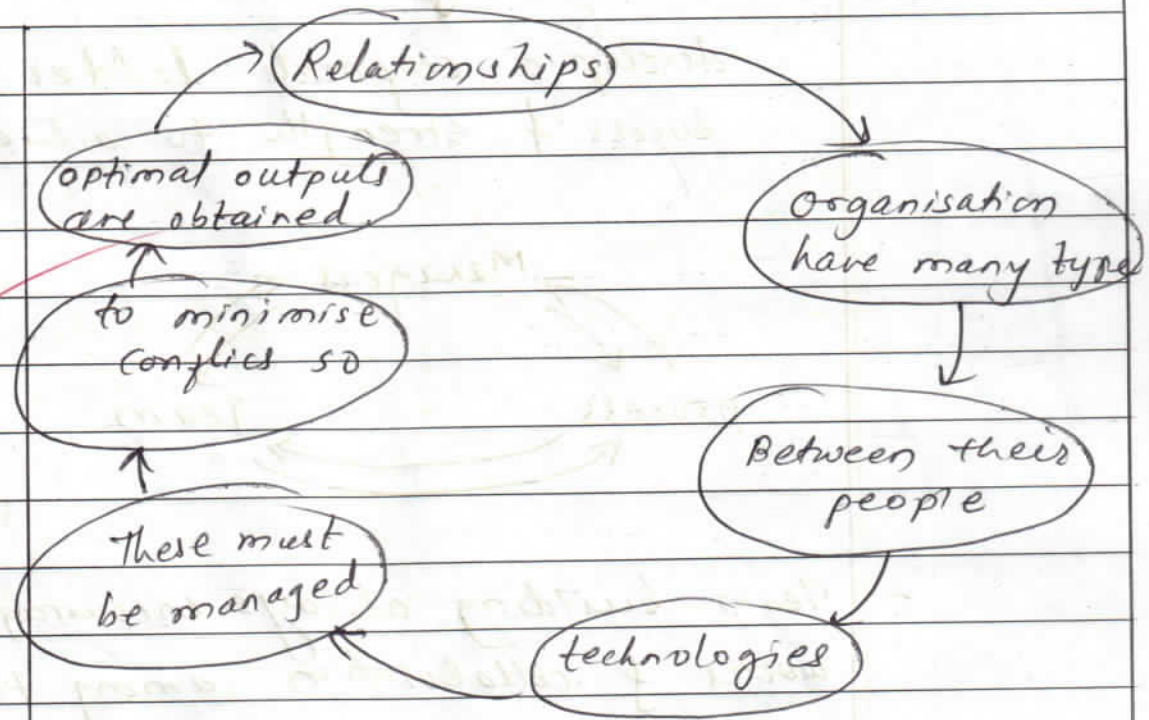 Relationships
organisation
have many type
Between their
people
technologies
These must
be managed
to minimise
conflics so
optimal outputs
are obtained.